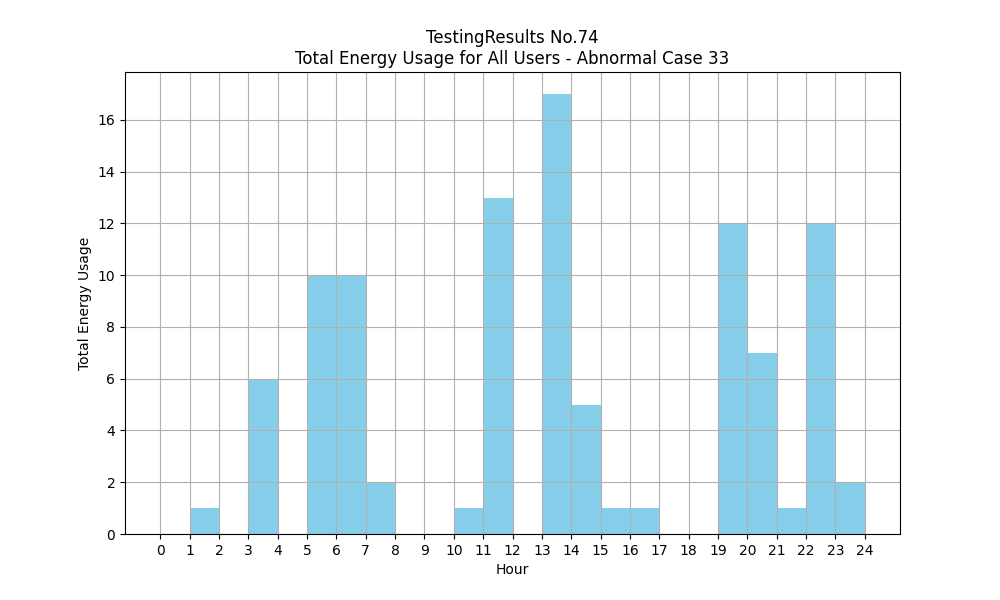 TestingResults No.74
Total Energy Usage for All Users - Abnormal Case 33
Total Energy Usage
16
14
12
10
8
6
4
2
0
0 1 2 3 4 5 6 7 8 9 10 11 12 13 14 15 16 17 18 19 20 21 22 23 24
Hour